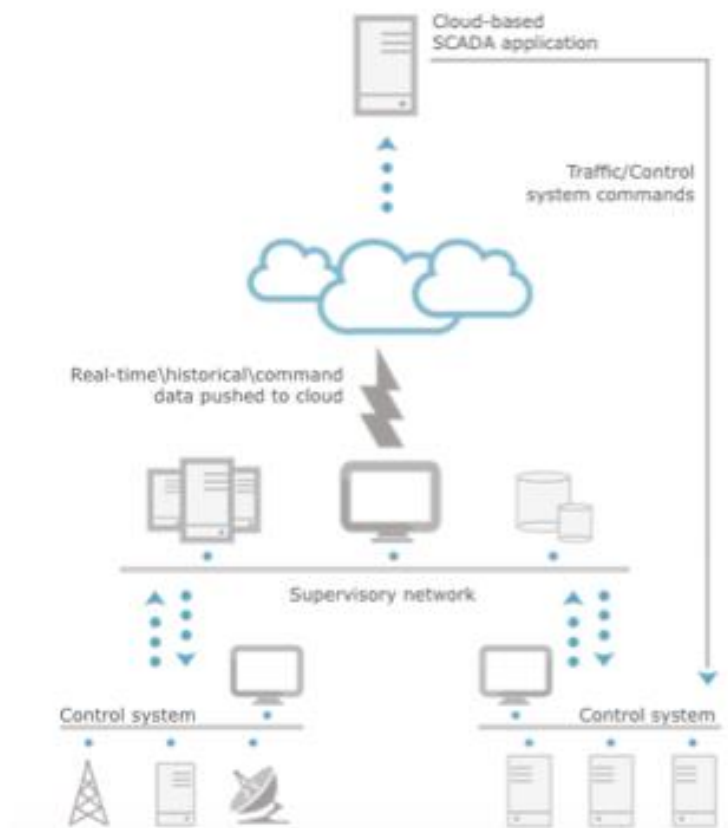 Cloud-based
SCADA application
Traffic/Control
system commands
Real-time\historical\command
data pushed to cloud
Supervisory network
Control system
Control system